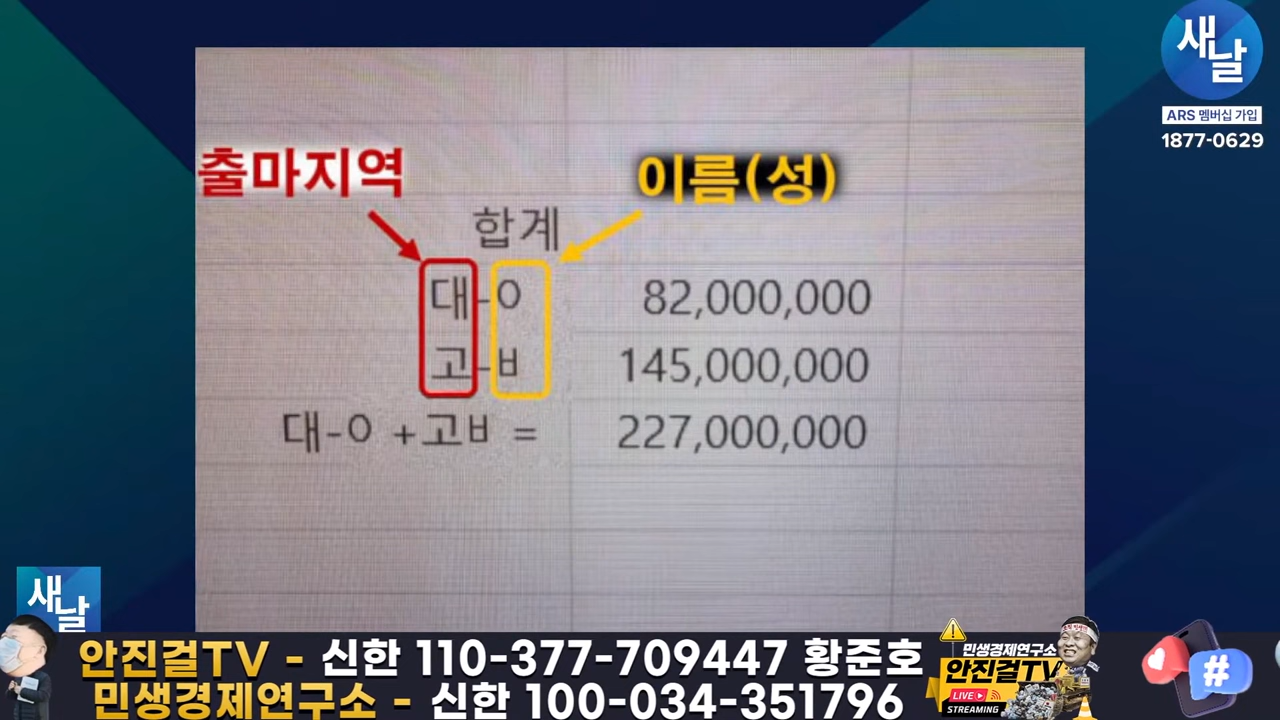 새날
ARS 멤버십 가입
1877-0629
출마지역
이름(성)
합계
대-ㅇ 82,000,000
고-ㅂ 145,000,000
대-ㅇ +고ㅂ = 227,000,000
새날
안진걸TV - 신한 110-377-709447 황준호
민생경제연구소 - 신한 100-034-351796
민생경제연구소
안진걸TV
LIVE
STREAMING
#